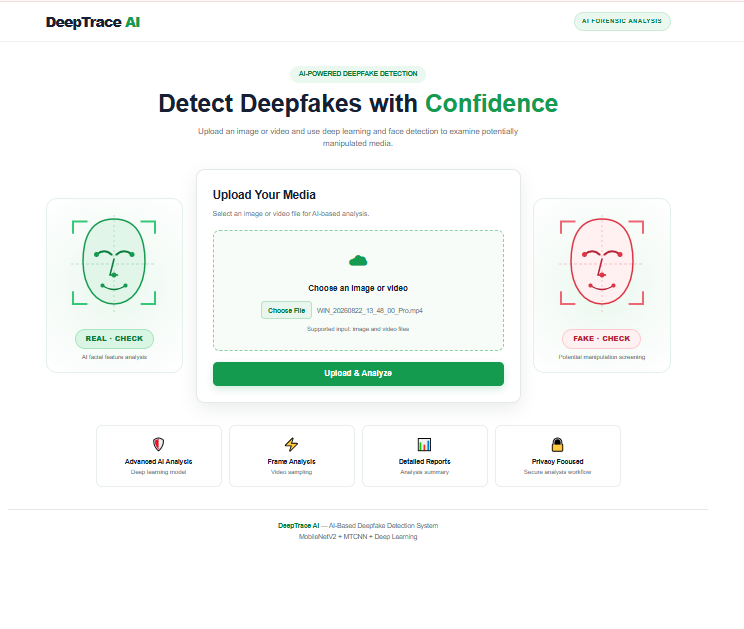 DeepTrace AI
AI FORENSIC ANALYSIS
AI-POWERED DEEPFAKE DETECTION
Detect Deepfakes with Confidence
Upload an image or video and use deep learning and face detection to examine potentially
manipulated media.
Upload Your Media
Select an image or video file for AI-based analysis.
Choose an image or video
Choose File WIN_20260822_13_48_00_Pro.mp4
Supported input: image and video files
Upload & Analyze
REAL · CHECK
AI facial feature analysis
FAKE · CHECK
Potential manipulation screening
Advanced AI Analysis
Deep learning model
Frame Analysis
Video sampling
Detailed Reports
Analysis summary
Privacy Focused
Secure analysis workflow
DeepTrace AI — AI-Based Deepfake Detection System
MobileNetV2 + MTCNN + Deep Learning